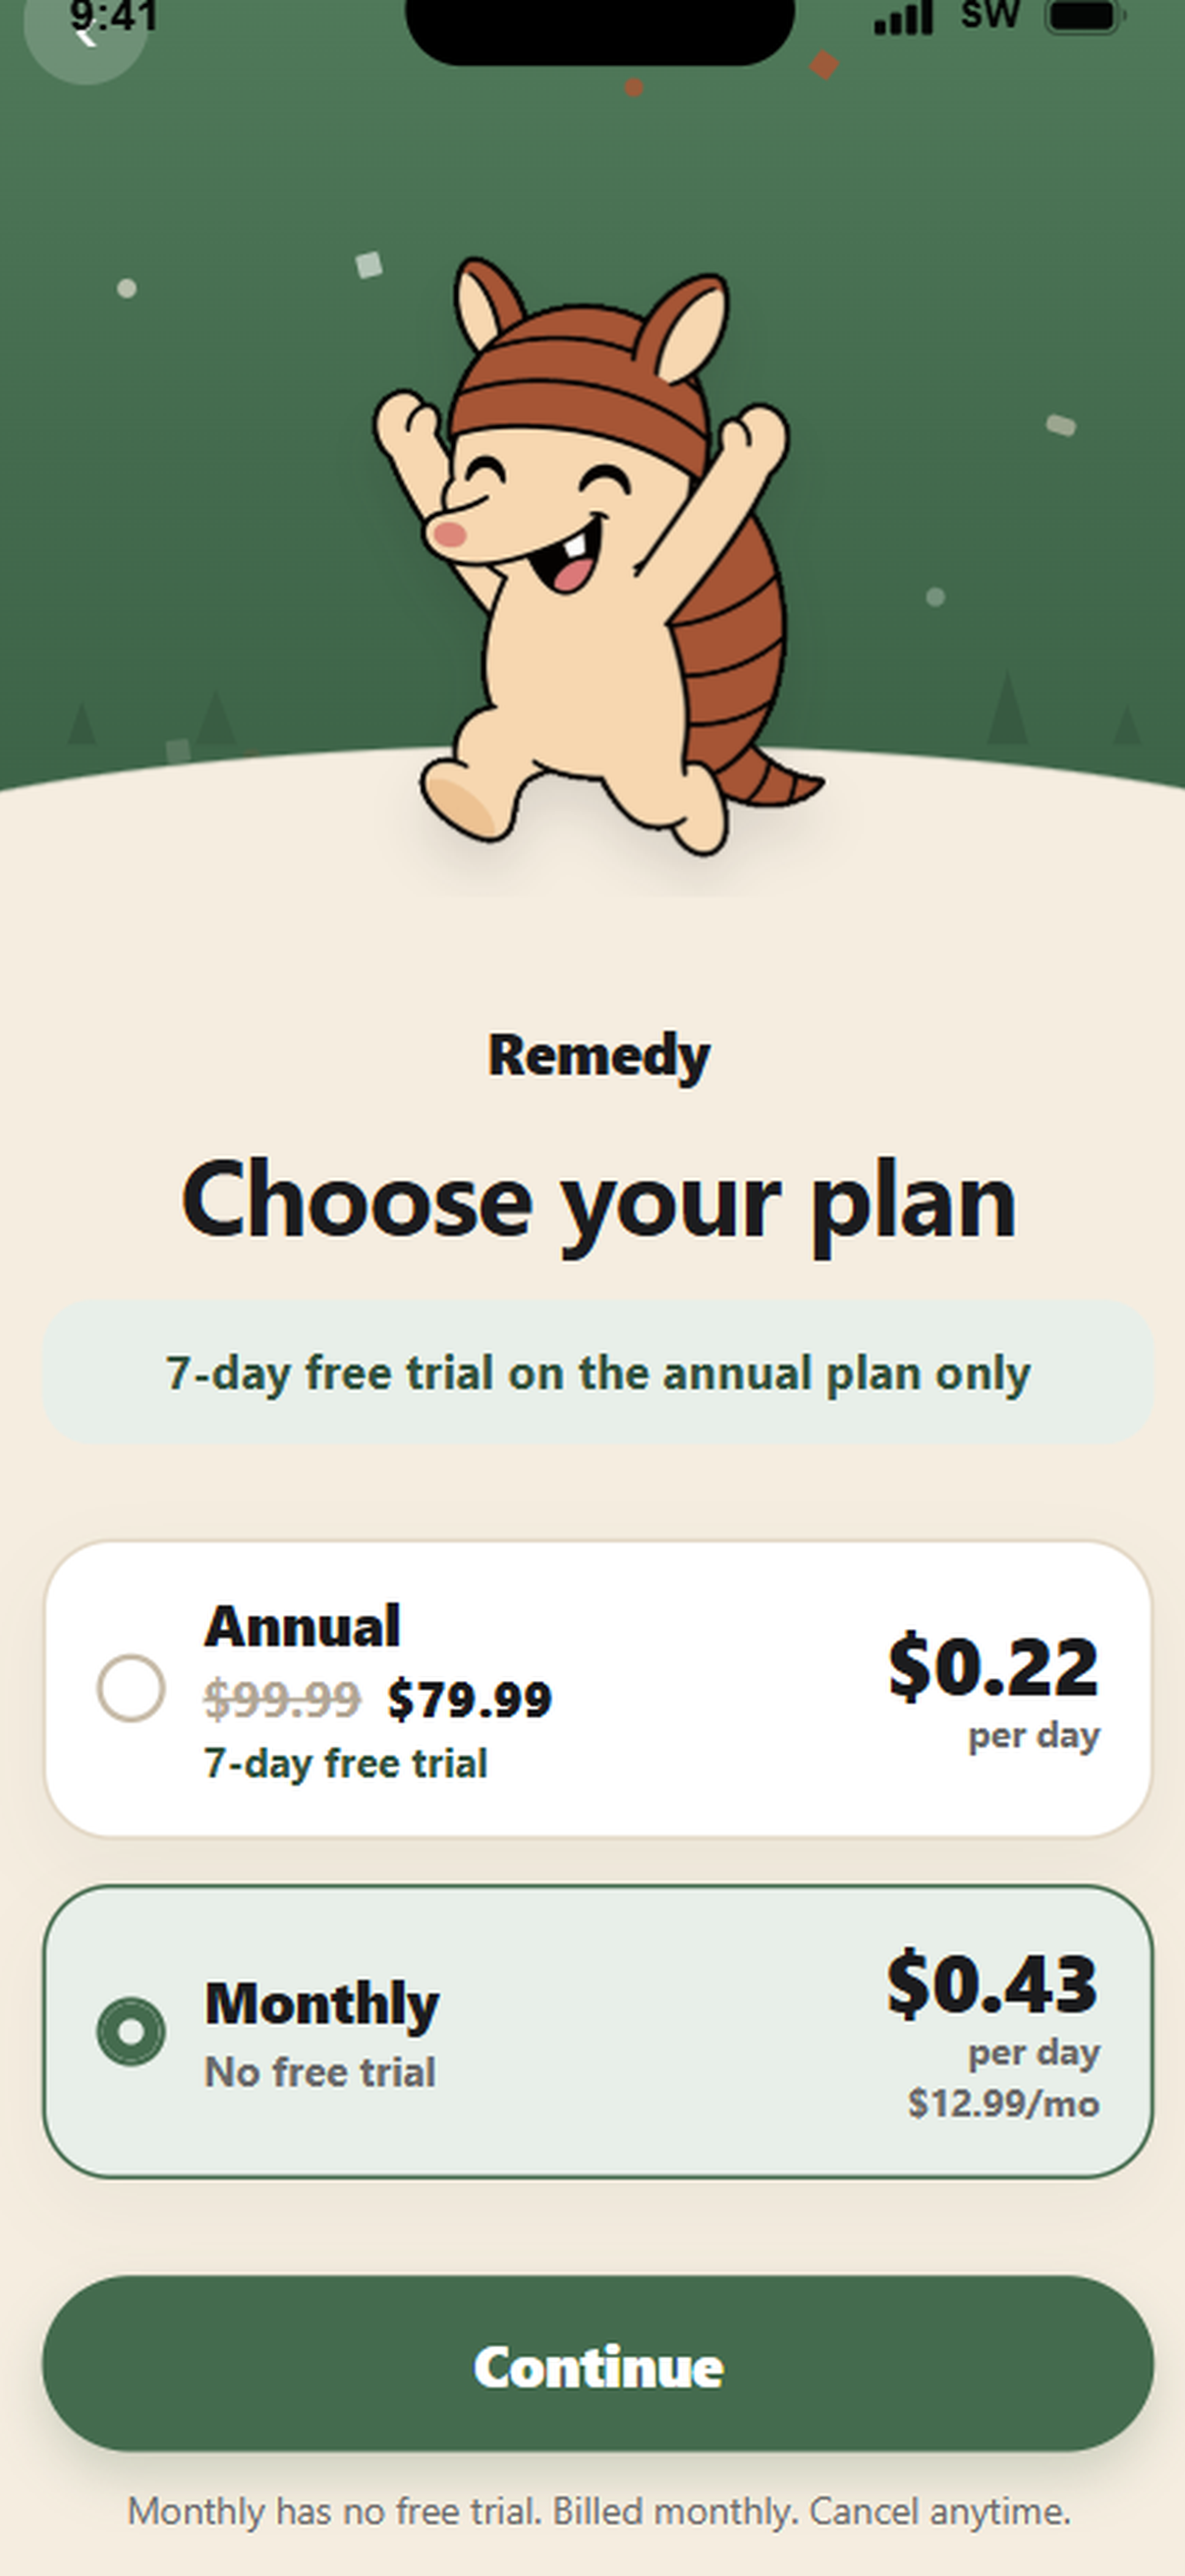 9:41
SW
Remedy
Choose your plan
7-day free trial on the annual plan only
Annual
$99.99 $79.99
7-day free trial
$0.22
per day
Monthly
No free trial
$0.43
per day
$12.99/mo
Continue
Monthly has no free trial. Billed monthly. Cancel anytime.